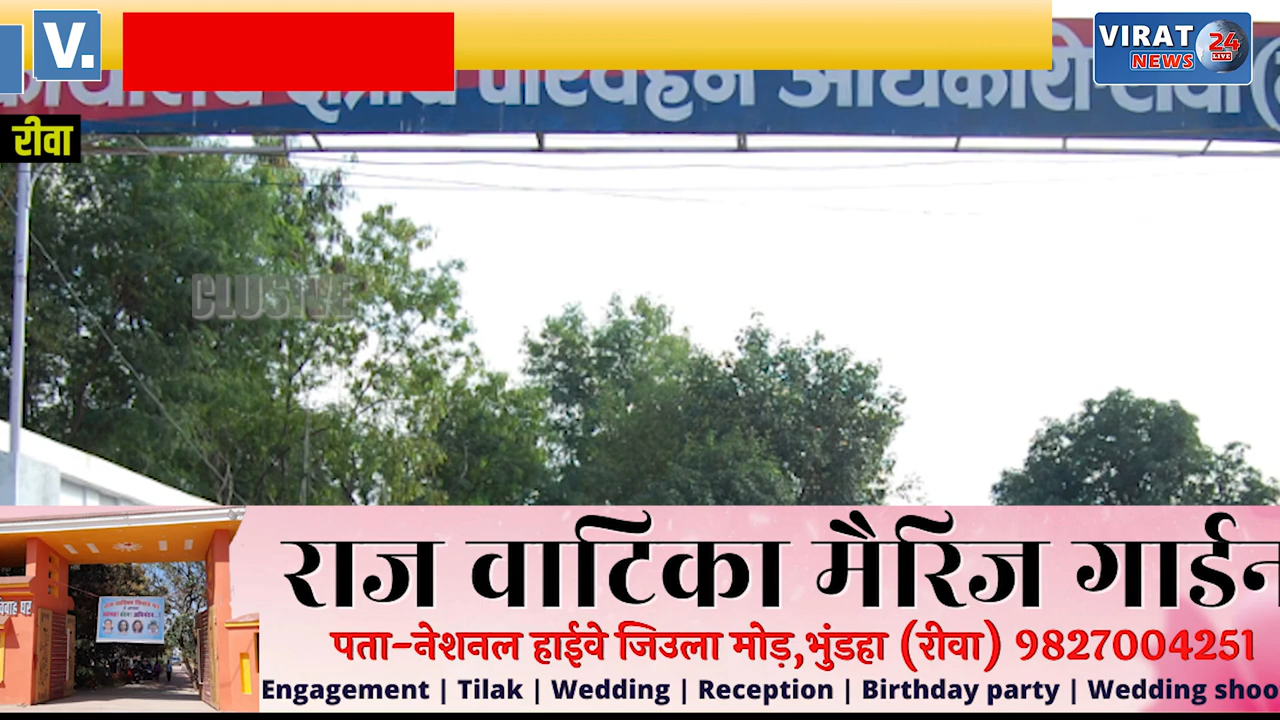 V.
VIRAT 24
NEWS LIVE
कार्यालय क्षेत्रीय परिवहन अधिकारी रीवा
रीवा
CLUSIVE
राज वाटिका मैरिज गार्डन
पता-नेशनल हाईवे जिउला मोड़,भुंडहा (रीवा) 9827004251
Engagement | Tilak | Wedding | Reception | Birthday party | Wedding shoo